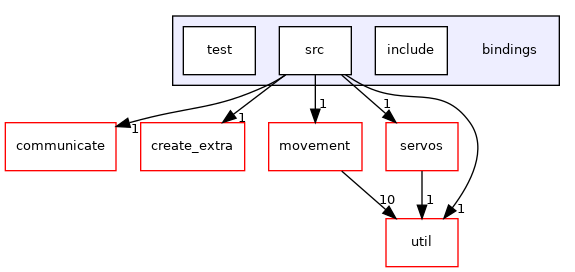 test
src
include
bindings
1
1
1
1
communicate
create_extra
movement
servos
10
1
1
util